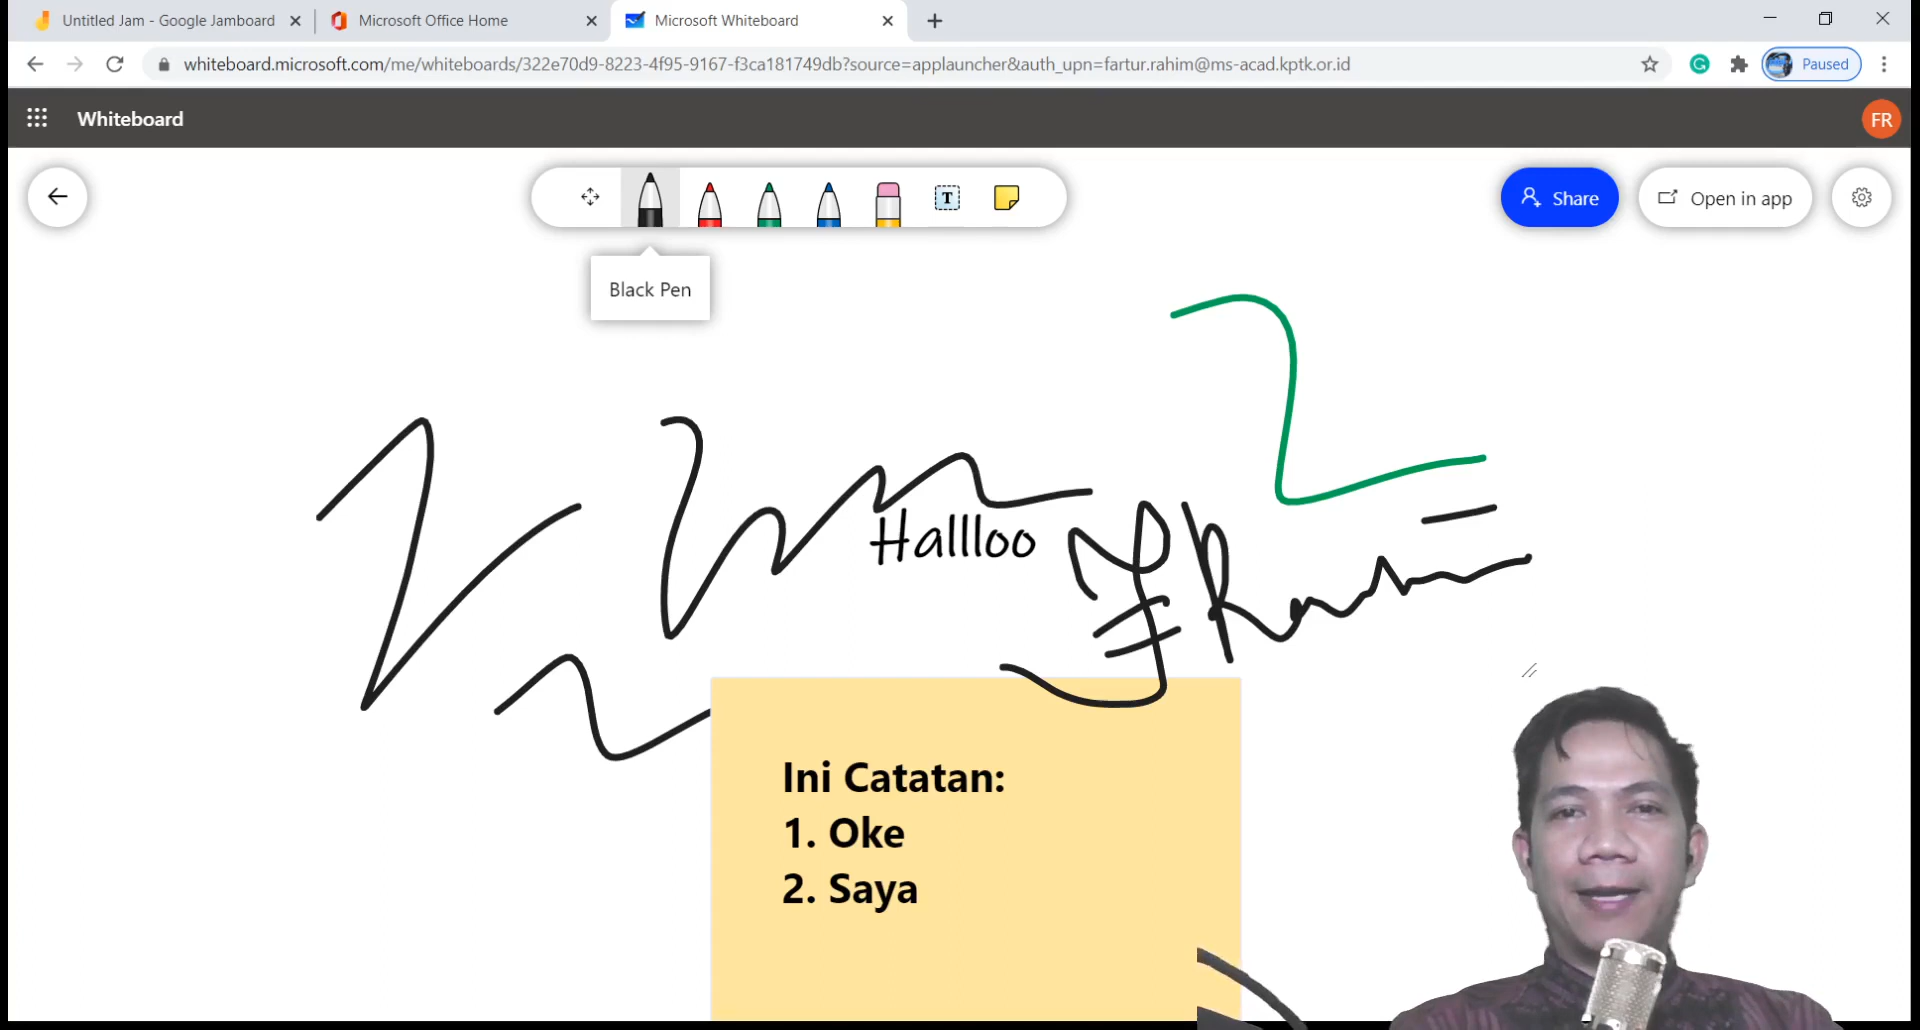 Untitled Jam - Google Jamboard
Microsoft Office Home
Microsoft Whiteboard
whiteboard.microsoft.com/me/whiteboards/322e70d9-8223-4f95-9167-f3ca181749db?source=applauncher&auth_upn=fartur.rahim@ms-acad.kptk.or.id
Paused
Whiteboard
FR
T
Share
Open in app
Black Pen
Hallloo
Ini Catatan:
1. Oke
2. Saya